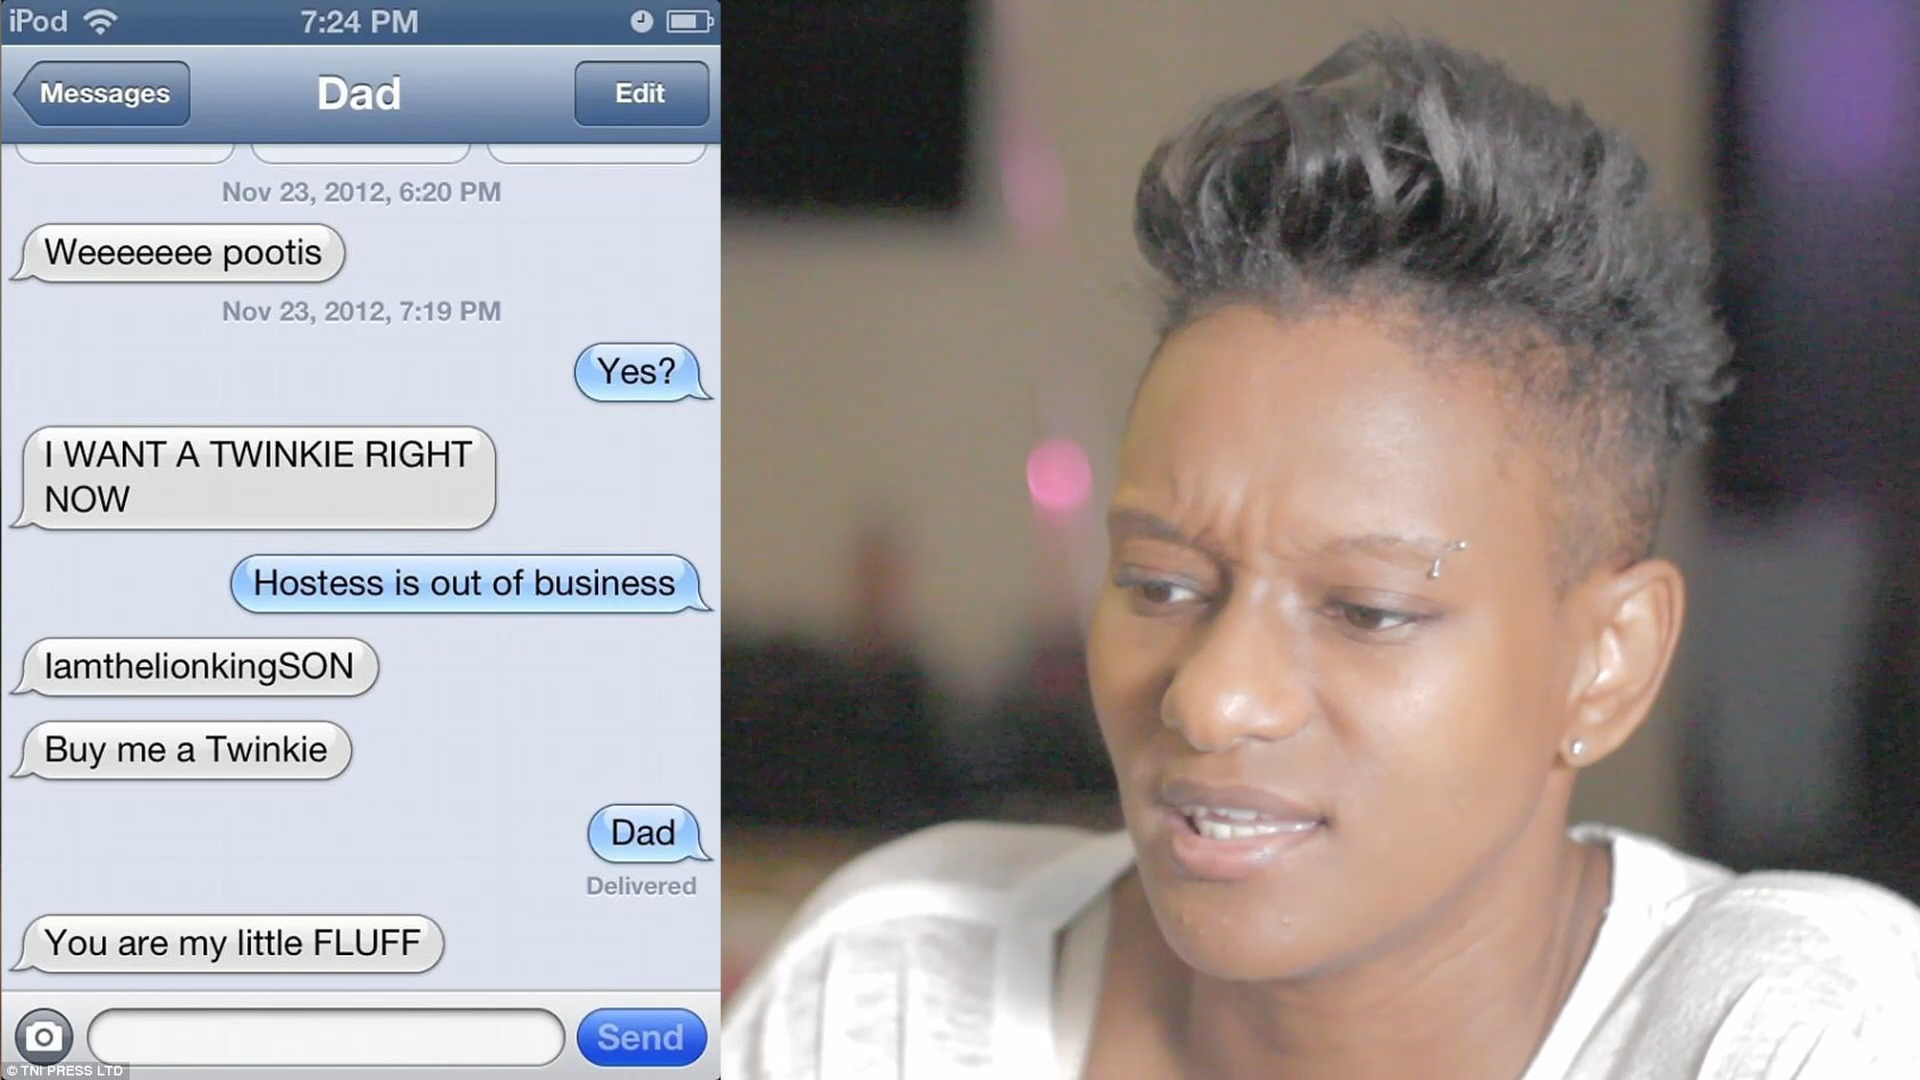 iPod 7:24 PM
Messages Dad Edit
Nov 23, 2012, 6:20 PM
Weeeeeee pootis
Nov 23, 2012, 7:19 PM
Yes?
I WANT A TWINKIE RIGHT
NOW
Hostess is out of business
IamthelionkingSON
Buy me a Twinkie
Dad
Delivered
You are my little FLUFF
Send
© TNI PRESS LTD